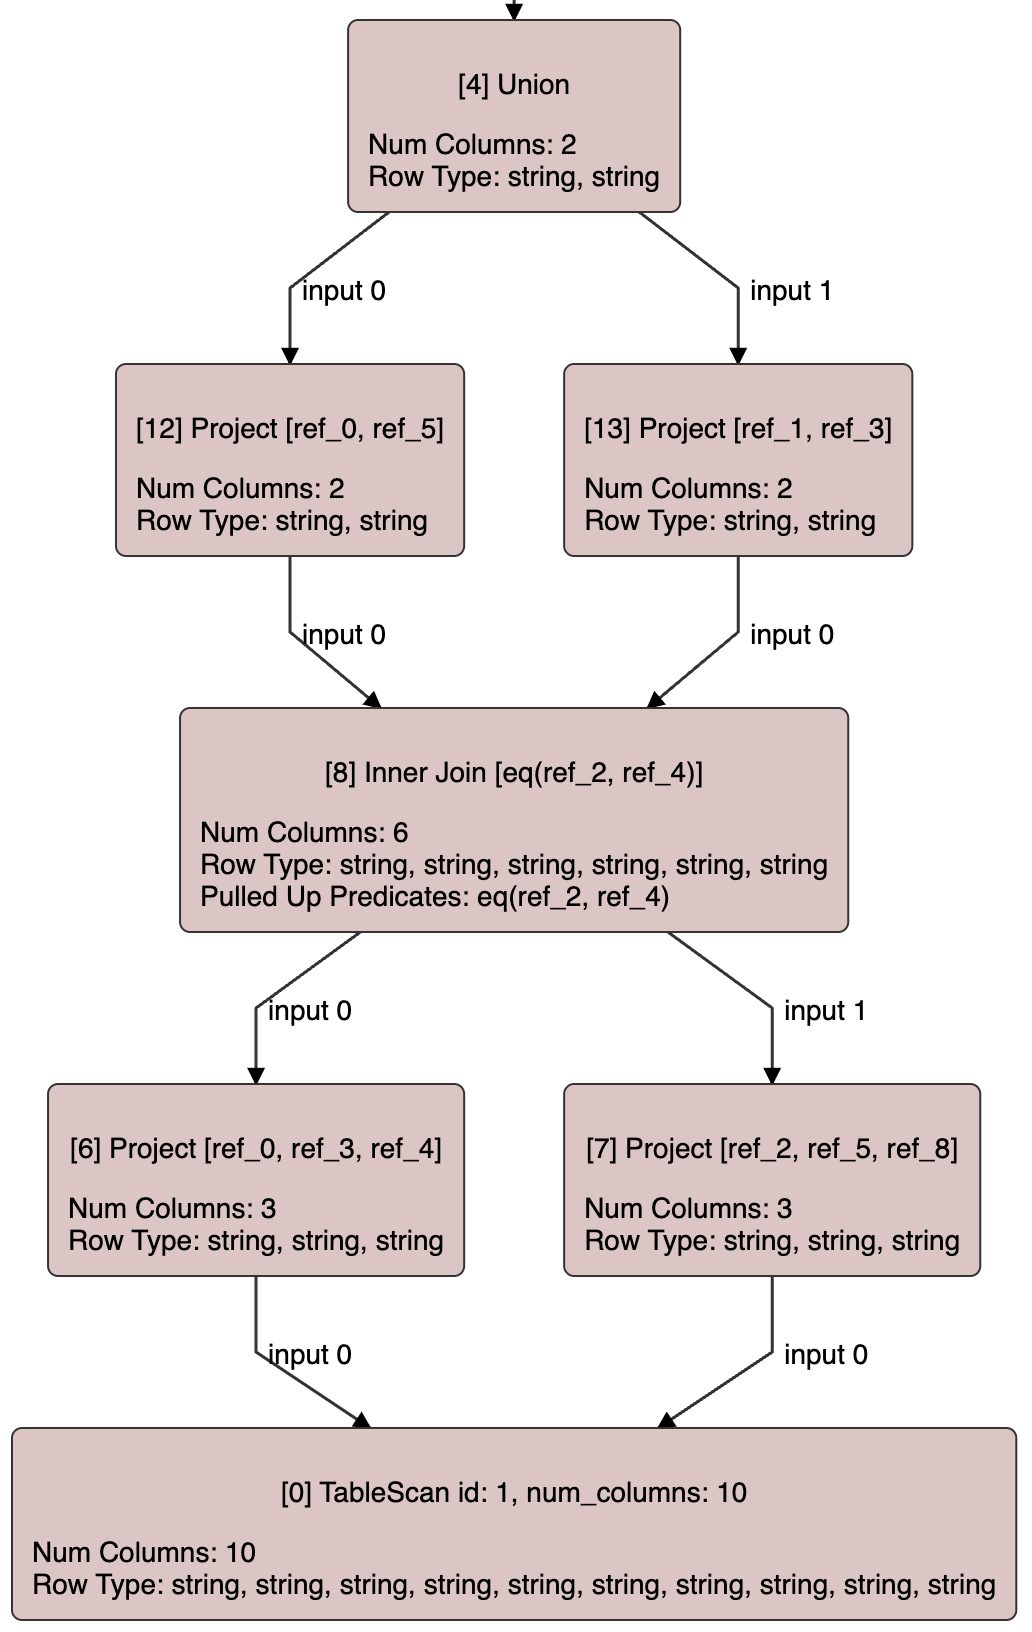 [4] Union
Num Columns: 2
Row Type: string, string
input 0
input 1
[12] Project [ref_0, ref_5]
Num Columns: 2
Row Type: string, string
[13] Project [ref_1, ref_3]
Num Columns: 2
Row Type: string, string
input 0
input 0
[8] Inner Join [eq(ref_2, ref_4)]
Num Columns: 6
Row Type: string, string, string, string, string, string
Pulled Up Predicates: eq(ref_2, ref_4)
input 0
input 1
[6] Project [ref_0, ref_3, ref_4]
Num Columns: 3
Row Type: string, string, string
[7] Project [ref_2, ref_5, ref_8]
Num Columns: 3
Row Type: string, string, string
input 0
input 0
[0] TableScan id: 1, num_columns: 10
Num Columns: 10
Row Type: string, string, string, string, string, string, string, string, string, string